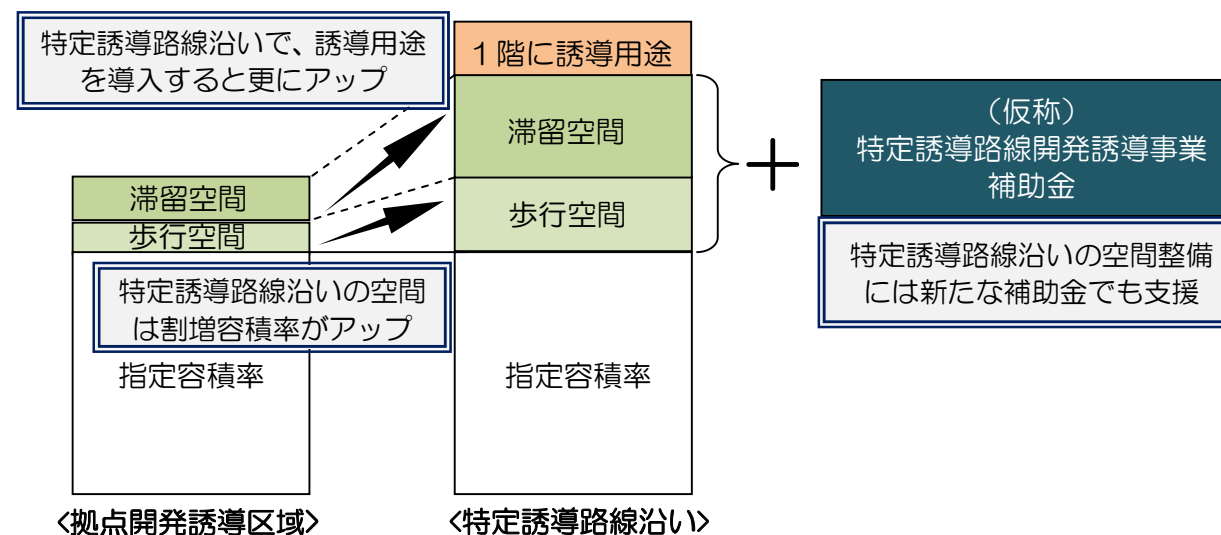 特定誘導路線沿いで、誘導用途
を導入すると更にアップ
1階に誘導用途
滞留空間
歩行空間
滞留空間
歩行空間
特定誘導路線沿いの空間
は割増容積率がアップ
指定容積率
指定容積率
＋
（仮称）
特定誘導路線開発誘導事業
補助金
特定誘導路線沿いの空間整備
には新たな補助金でも支援
<拠点開発誘導区域>
<特定誘導路線沿い>